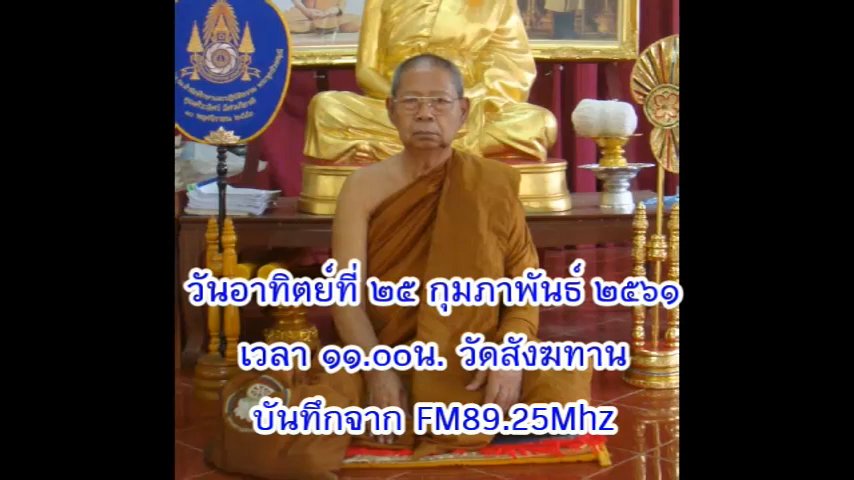 วันอาทิตย์ที่ ๒๕ กุมภาพันธ์ ๒๕๖๑
เวลา ๑๑.๐๐น. วัดสังฆทาน
บันทึกจาก FM89.25Mhz